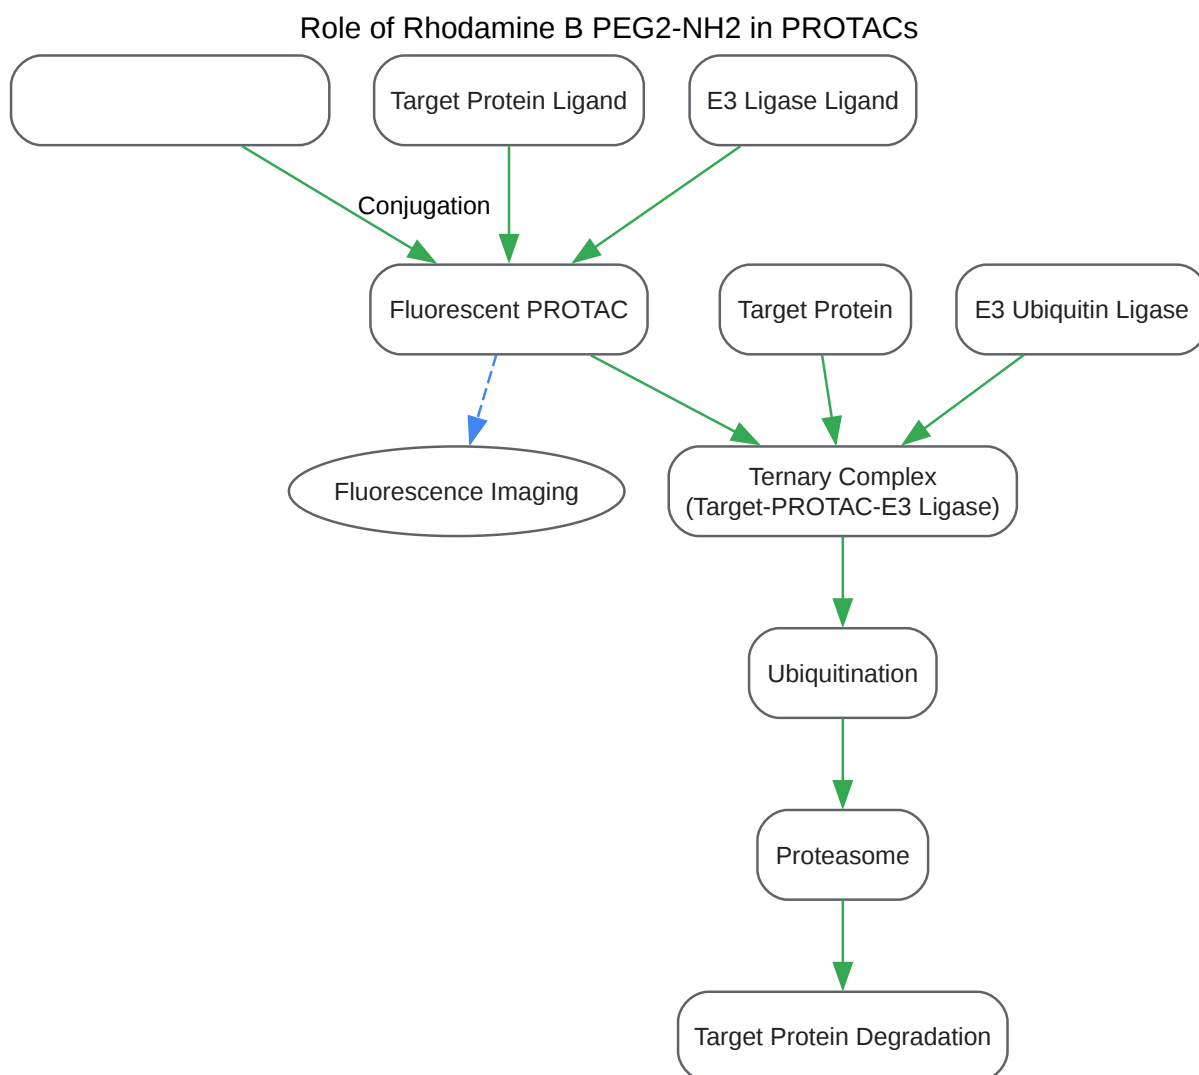 Role of Rhodamine B PEG2-NH2 in PROTACs
Target Protein Ligand
E3 Ligase Ligand
Conjugation
Fluorescent PROTAC
Target Protein
E3 Ubiquitin Ligase
Fluorescence Imaging
Ternary Complex
(Target-PROTAC-E3 Ligase)
Ubiquitination
Proteasome
Target Protein Degradation